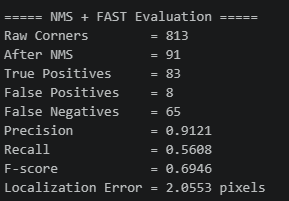 ===== NMS + FAST Evaluation =====
Raw Corners = 813
After NMS = 91
True Positives = 83
False Positives = 8
False Negatives = 65
Precision = 0.9121
Recall = 0.5608
F-score = 0.6946
Localization Error = 2.0553 pixels